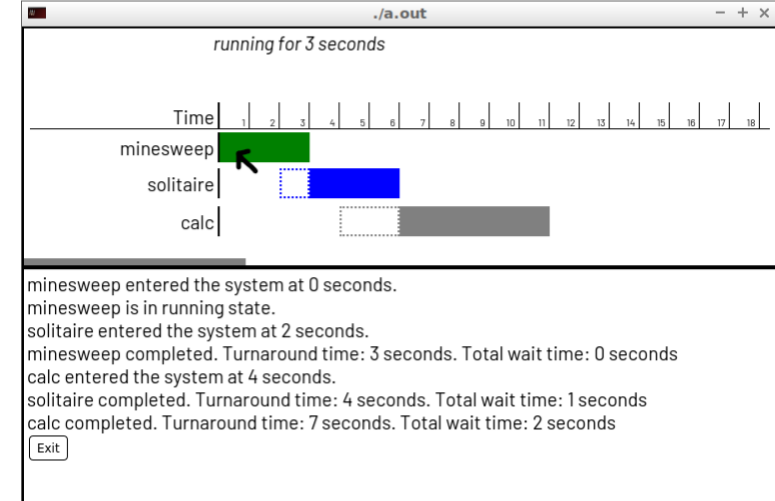 ./a.out
running for 3 seconds
Time 1 2 3 4 5 6 7 8 9 10 11 12 13 14 15 16 17 18
minesweep
solitaire
calc
minesweep entered the system at 0 seconds.
minesweep is in running state.
solitaire entered the system at 2 seconds.
minesweep completed. Turnaround time: 3 seconds. Total wait time: 0 seconds
calc entered the system at 4 seconds.
solitaire completed. Turnaround time: 4 seconds. Total wait time: 1 seconds
calc completed. Turnaround time: 7 seconds. Total wait time: 2 seconds
Exit